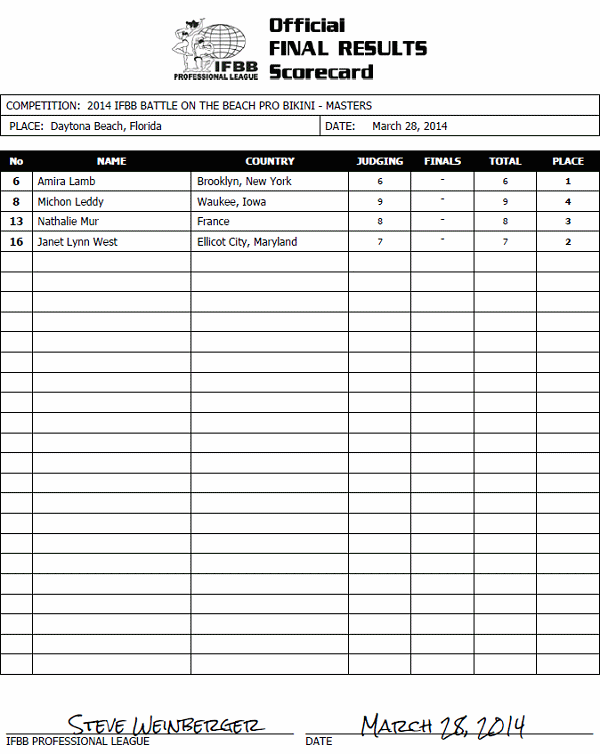 Official
FINAL RESULTS
Scorecard
IFBB
PROFESSIONAL LEAGUE
COMPETITION: 2014 IFBB BATTLE ON THE BEACH PRO BIKINI - MASTERS
PLACE: Daytona Beach, Florida DATE: March 28, 2014
No NAME COUNTRY JUDGING FINALS TOTAL PLACE
6 Amira Lamb Brooklyn, New York 6 - 6 1
8 Michon Leddy Waukee, Iowa 9 - 9 4
13 Nathalie Mur France 8 - 8 3
16 Janet Lynn West Ellicot City, Maryland 7 - 7 2
STEVE WEINBERGER MARCH 28, 2014
IFBB PROFESSIONAL LEAGUE DATE